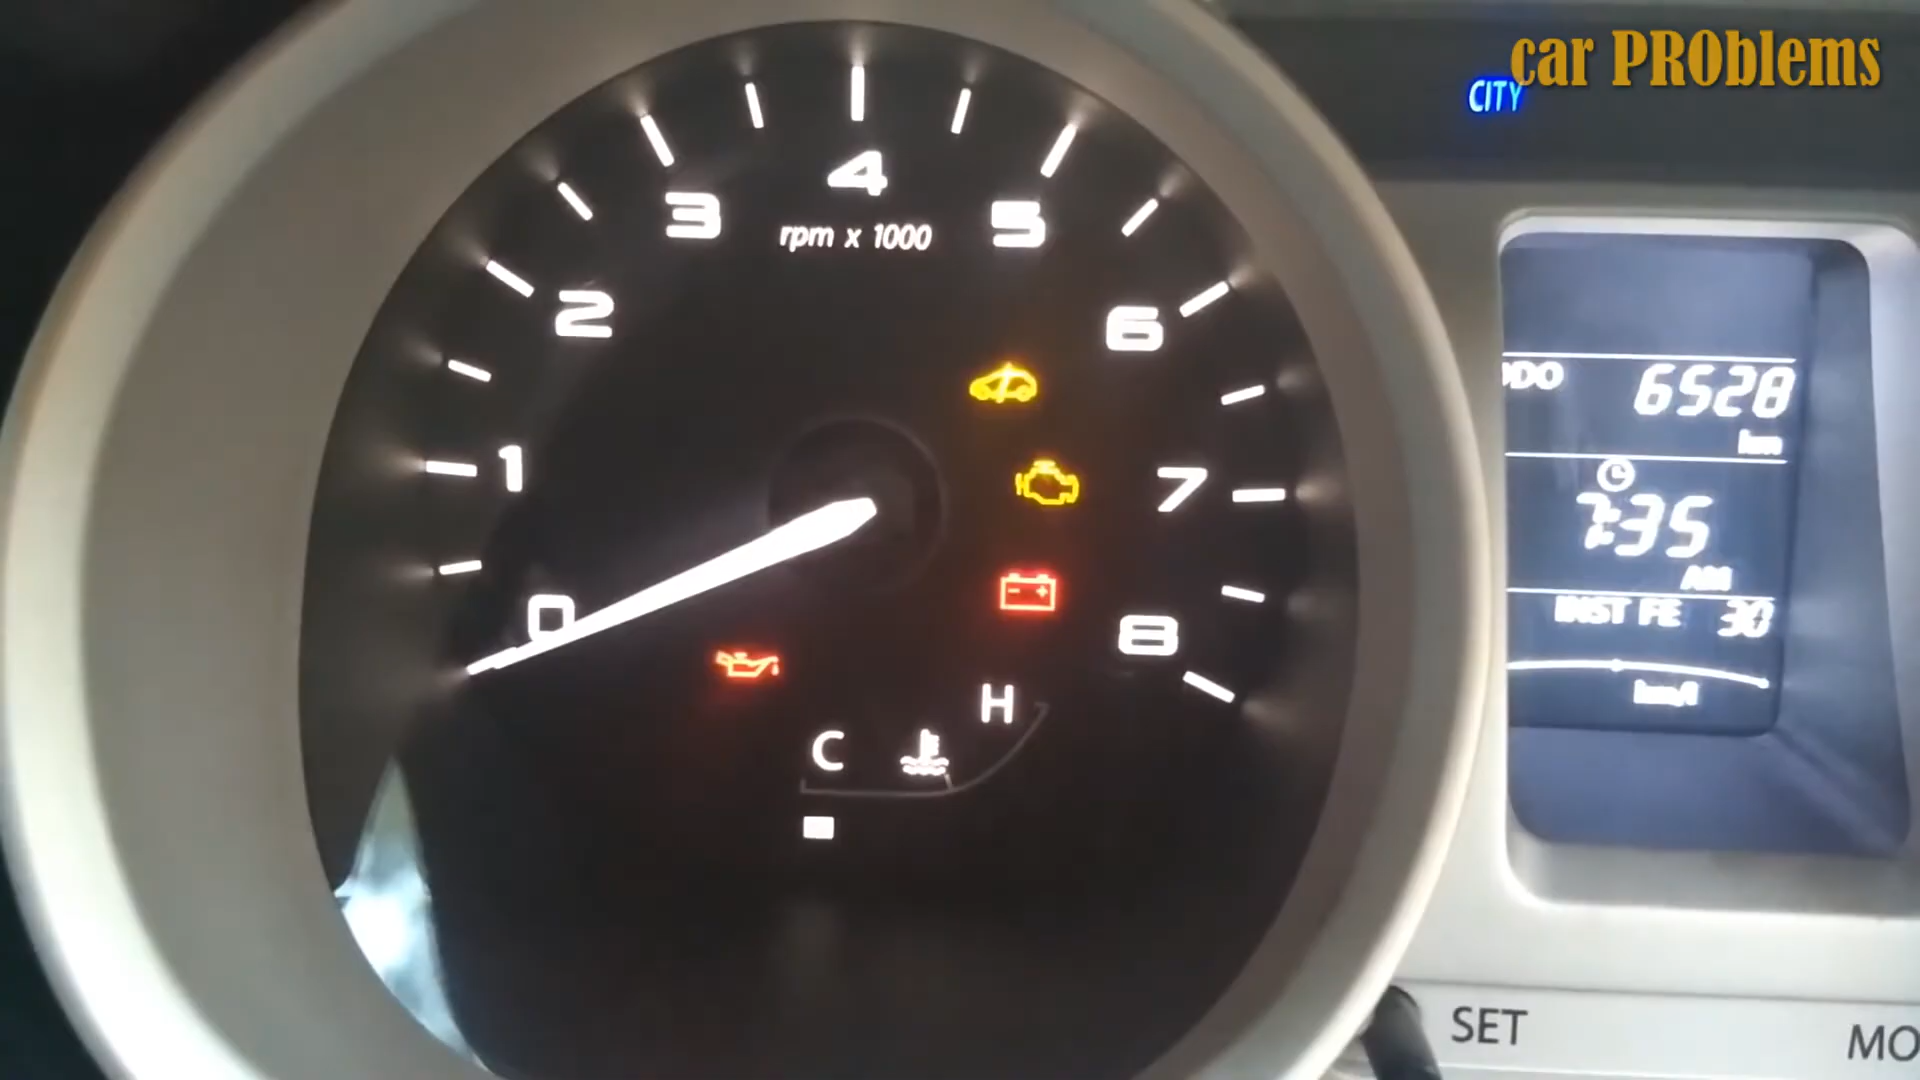 car PROblems
CITY
4
3
5
rpm x 1000
2
6
1
7
0
8
H
C
ODO 6528
km
7:35
AM
INST FE 30
km/l
SET
MO